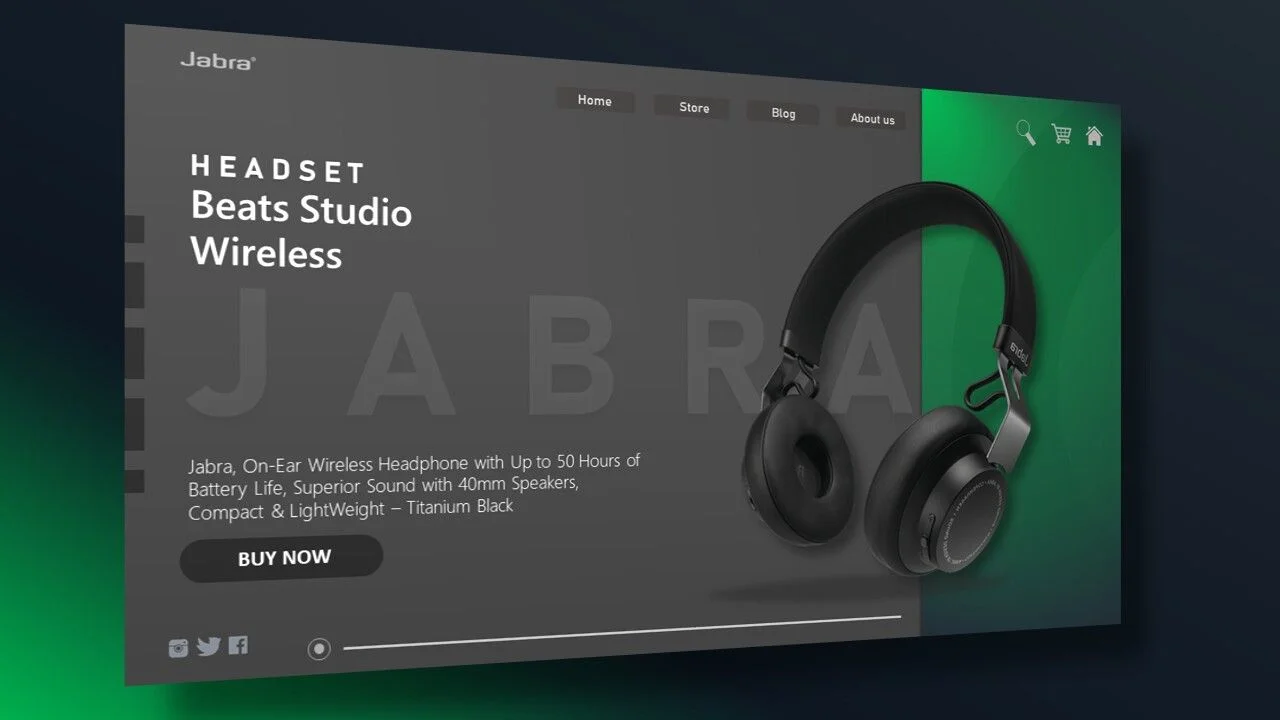 Jabra®
Home
Store
Blog
About us
HEADSET
Beats Studio
Wireless
JABRA
Jabra
Jabra, On-Ear Wireless Headphone with Up to 50 Hours of
Battery Life, Superior Sound with 40mm Speakers,
Compact & LightWeight – Titanium Black
BUY NOW